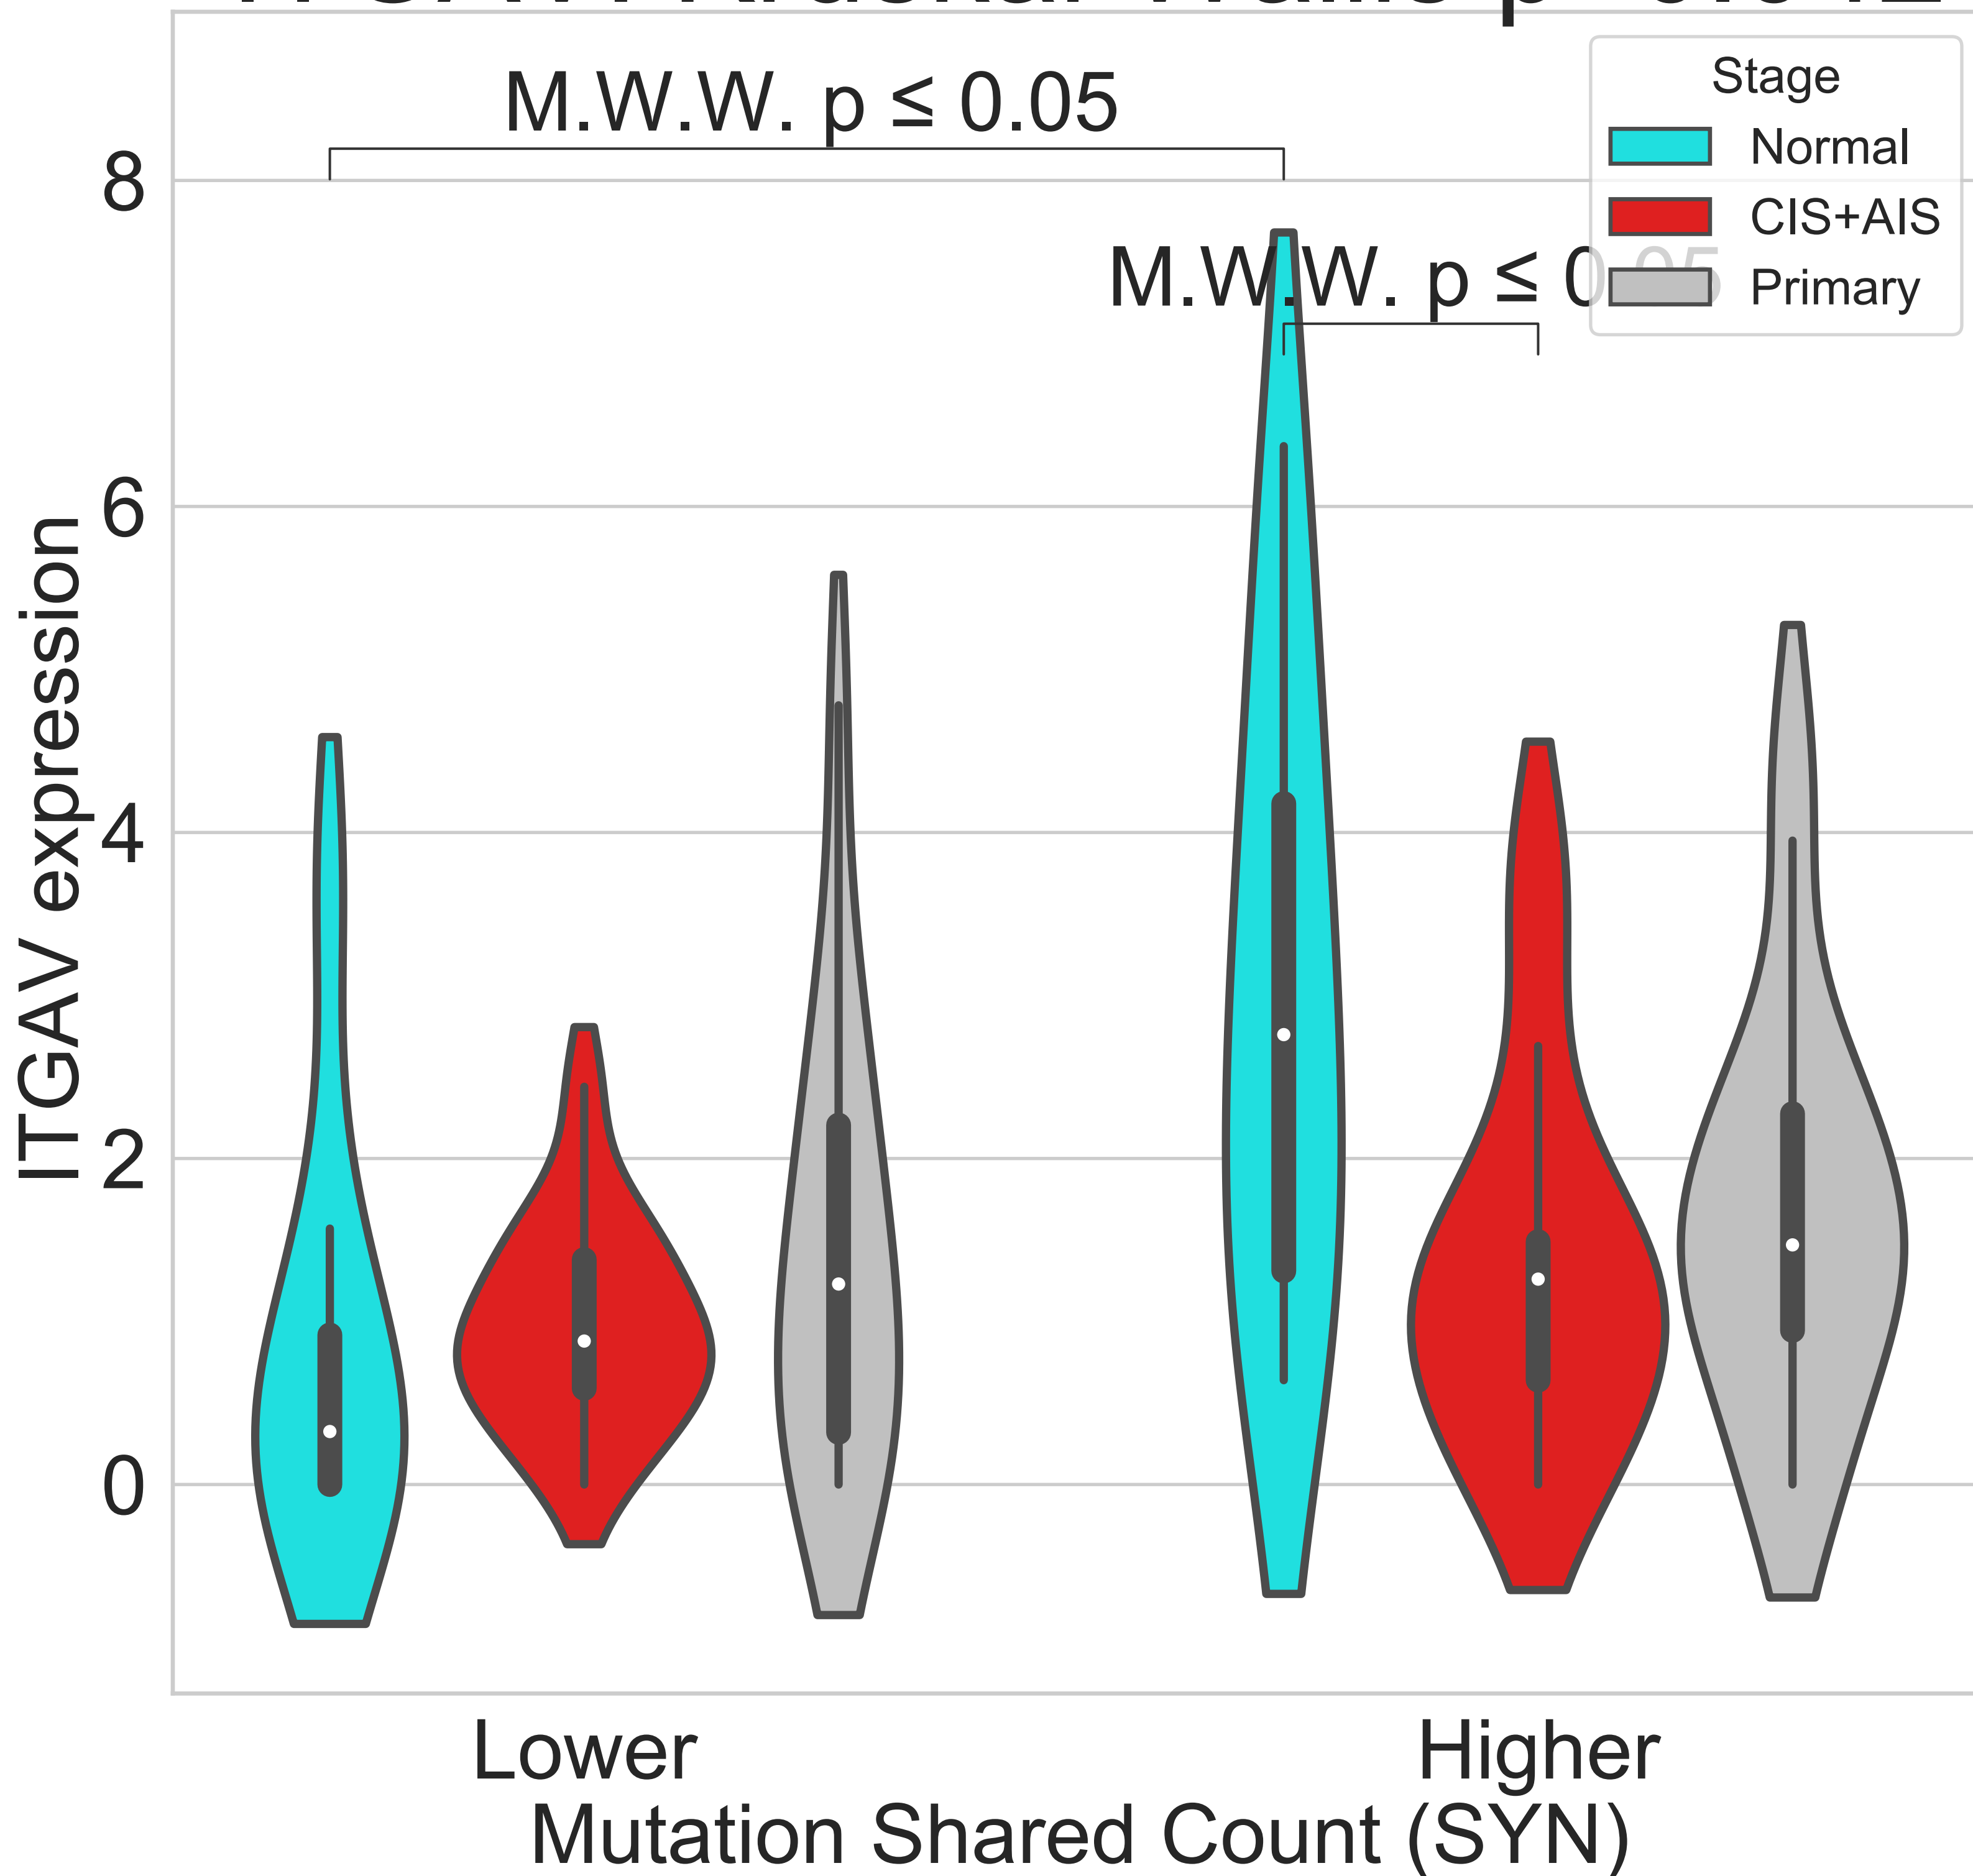 M.W.W. p ≤ 0.05
Stage
Normal
CIS+AIS
Primary
M.W.W. p ≤ 0.05
8
6
4
2
0
ITGAV expression
Lower
Higher
Mutation Shared Count (SYN)